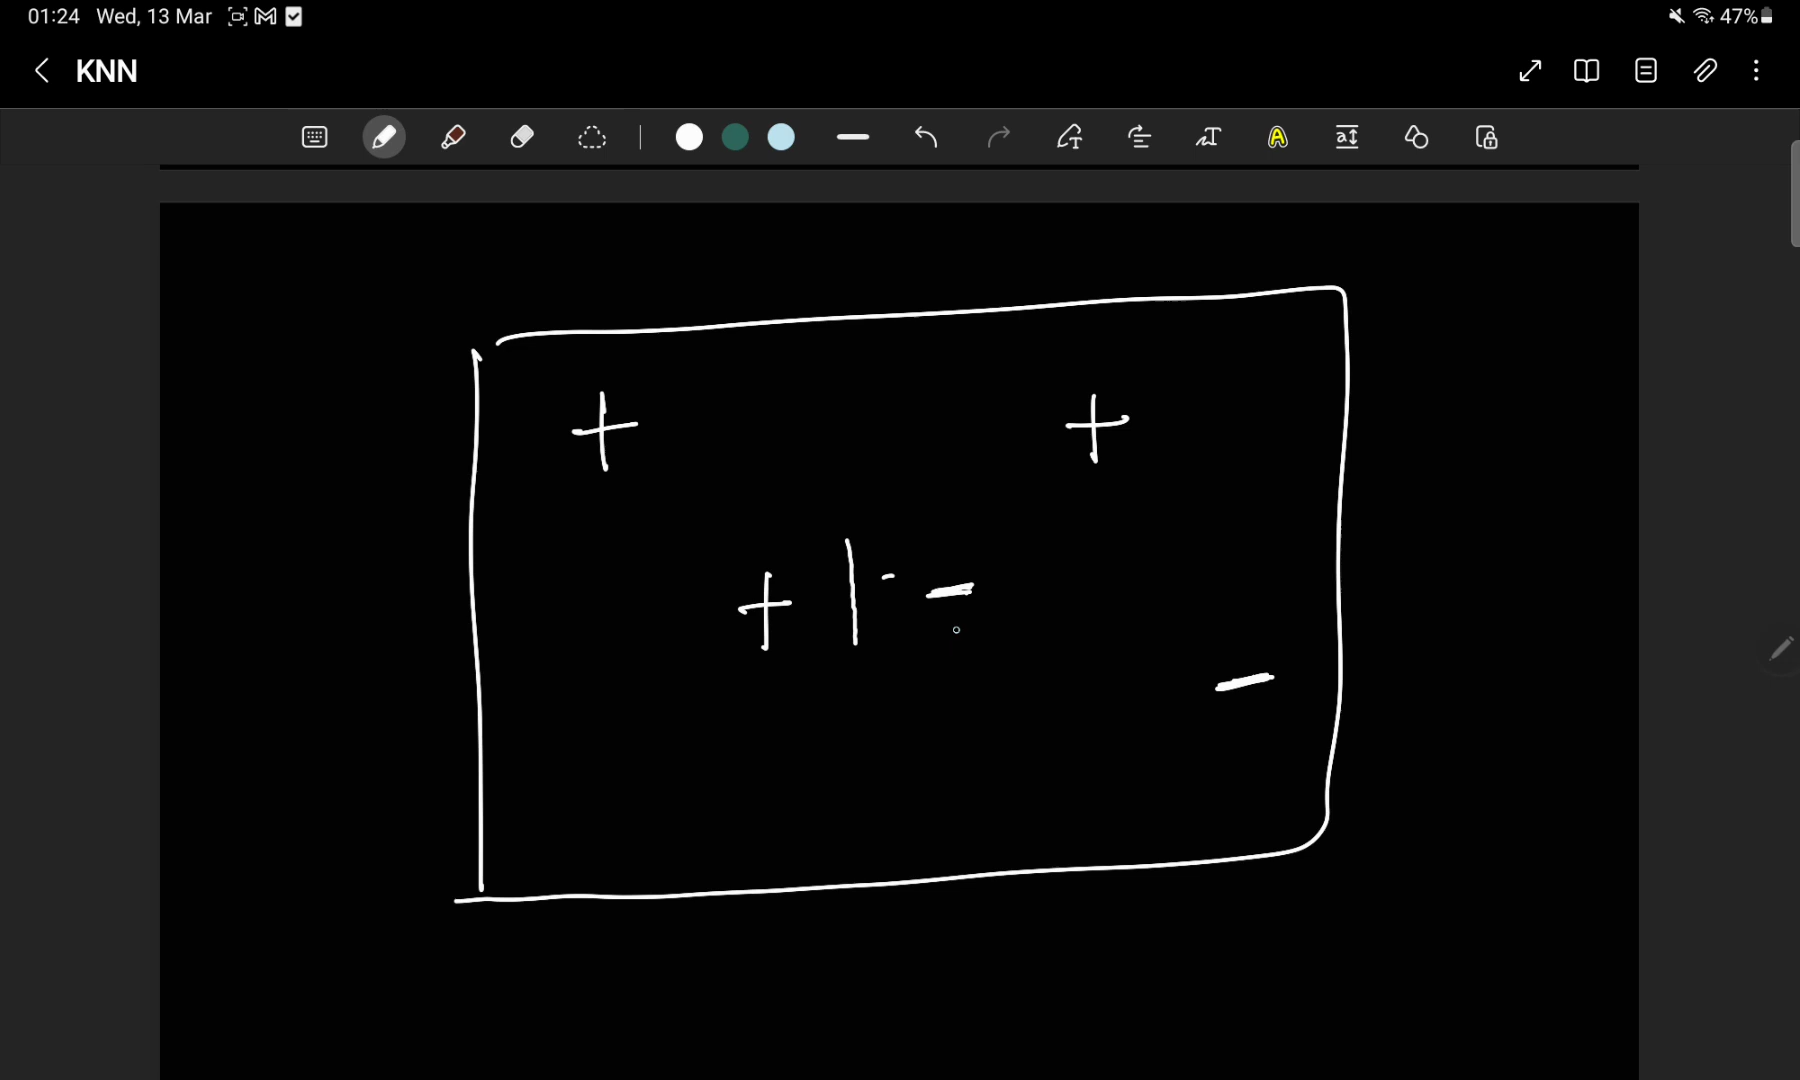 01:24 Wed, 13 Mar 47%
KNN
a
A
T
+ +
+ | - -
-